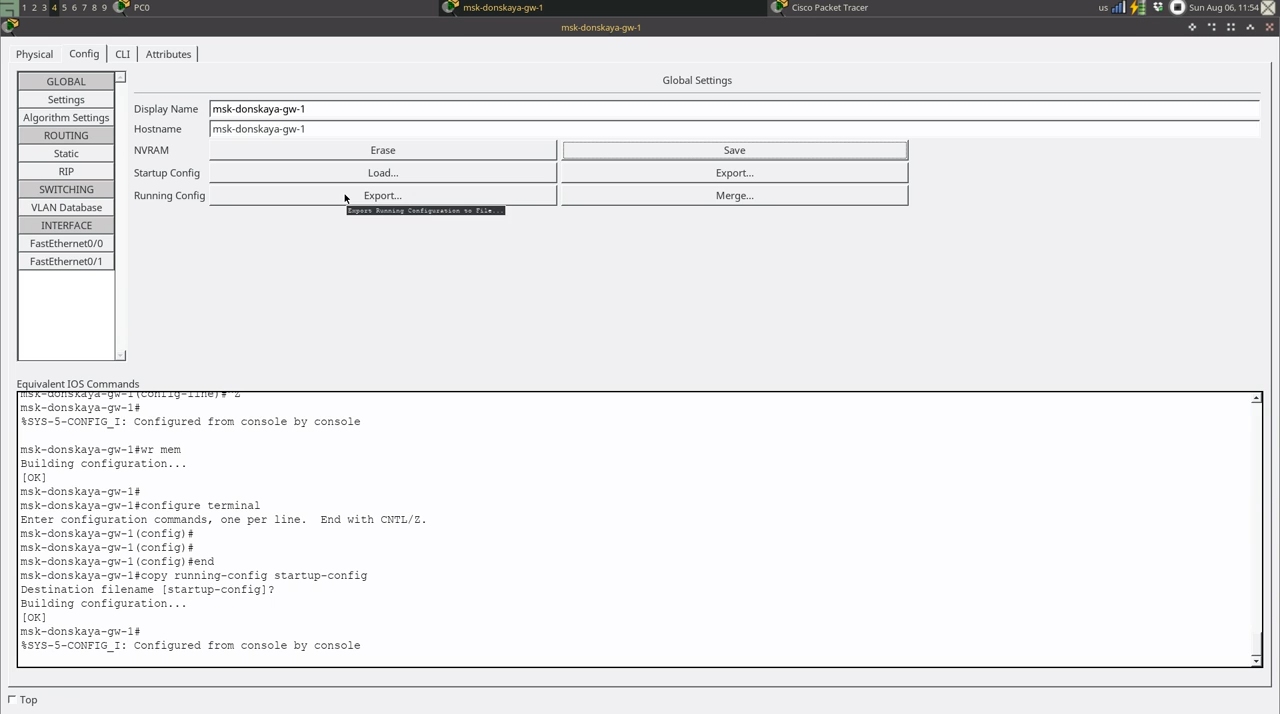 1 2 3 4 5 6 7 8 9 PC0 msk-donskaya-gw-1 Cisco Packet Tracer us Sun Aug 06, 11:54
msk-donskaya-gw-1
Physical Config CLI Attributes
GLOBAL
Settings
Algorithm Settings
ROUTING
Static
RIP
SWITCHING
VLAN Database
INTERFACE
FastEthernet0/0
FastEthernet0/1
Global Settings
Display Name msk-donskaya-gw-1
Hostname msk-donskaya-gw-1
NVRAM Erase Save
Startup Config Load... Export...
Running Config Export... Merge...
Export Running Configuration to File...
Equivalent IOS Commands
msk-donskaya-gw-1(config-line)#^Z
msk-donskaya-gw-1#
%SYS-5-CONFIG_I: Configured from console by console
msk-donskaya-gw-1#wr mem
Building configuration...
[OK]
msk-donskaya-gw-1#
msk-donskaya-gw-1#configure terminal
Enter configuration commands, one per line.  End with CNTL/Z.
msk-donskaya-gw-1(config)#
msk-donskaya-gw-1(config)#
msk-donskaya-gw-1(config)#end
msk-donskaya-gw-1#copy running-config startup-config
Destination filename [startup-config]?
Building configuration...
[OK]
msk-donskaya-gw-1#
%SYS-5-CONFIG_I: Configured from console by console
Top